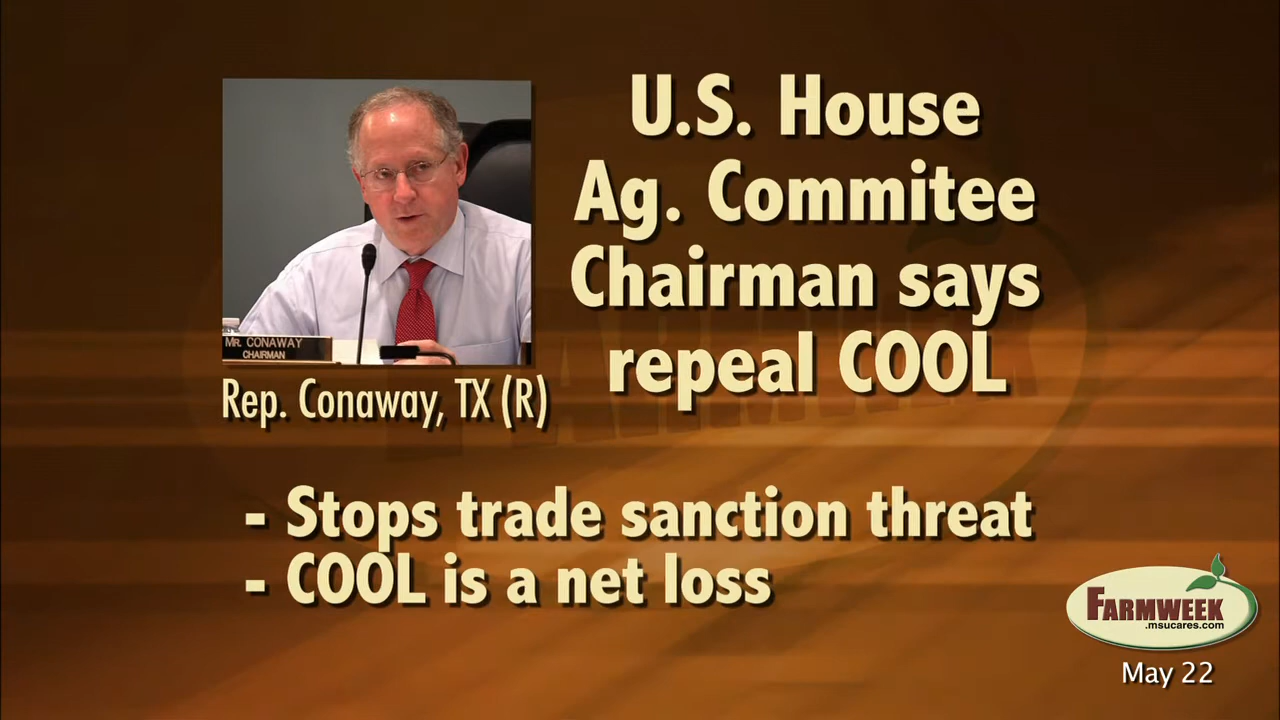 U.S. House
Ag. Commitee
Chairman says
repeal COOL
MR. CONAWAY
CHAIRMAN
Rep. Conaway, TX (R)
- Stops trade sanction threat
- COOL is a net loss
FARMWEEK
.msucares.com
May 22